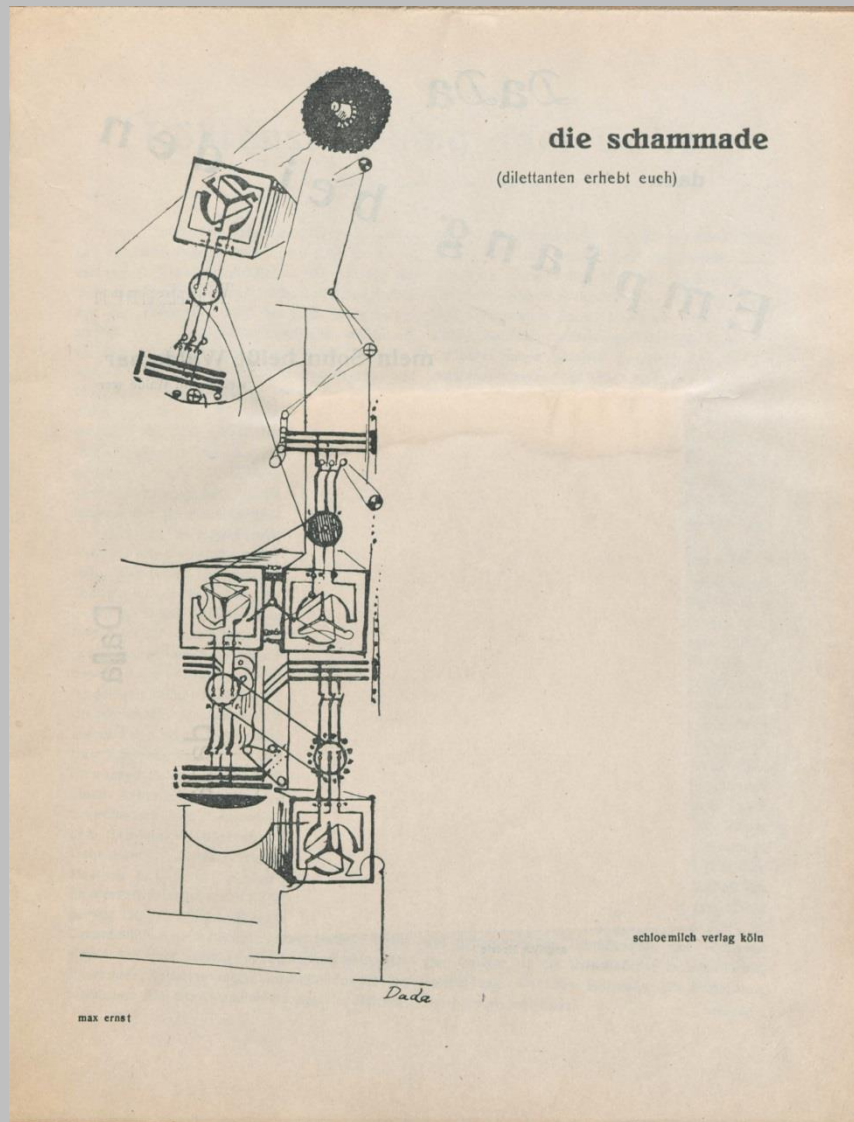 die schammade
(dilettanten erhebt euch)
schloemilch verlag köln
Dada
max ernst